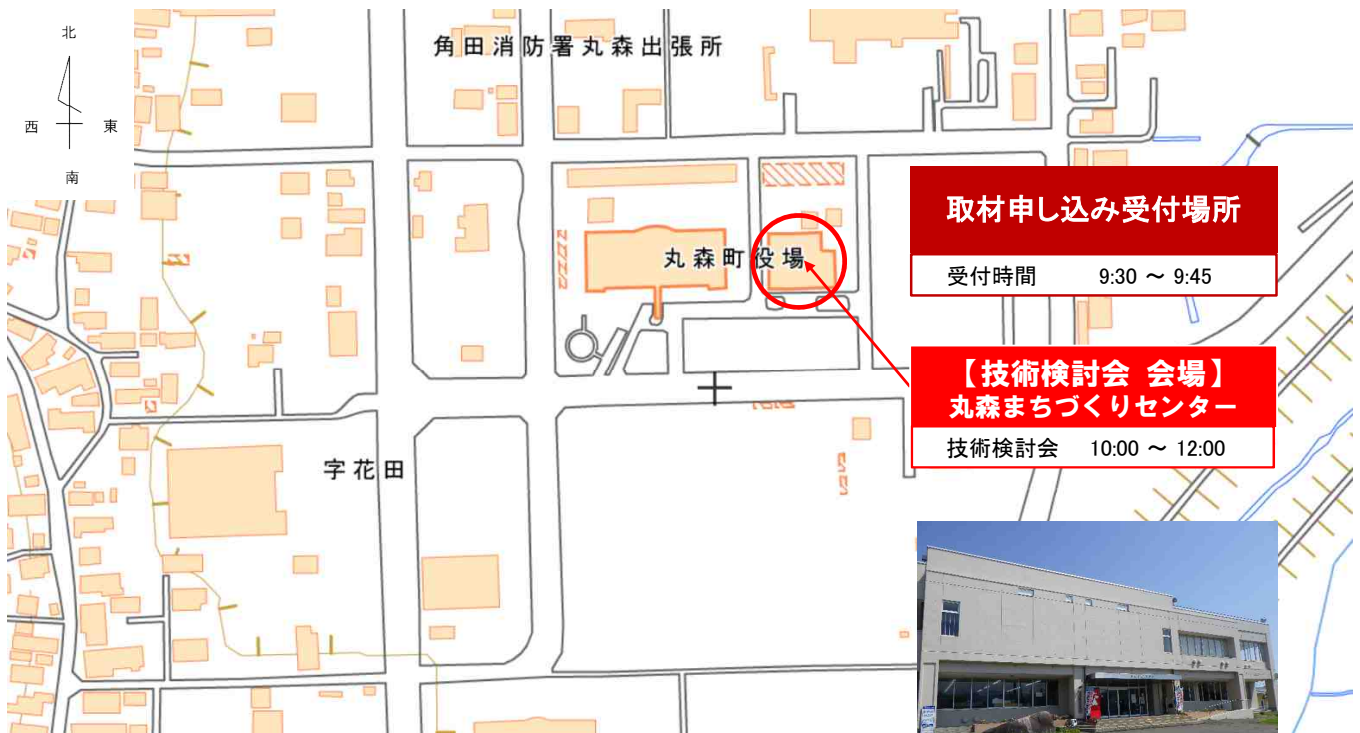 北
西 東
南
角田消防署丸森出張所
丸森町役場
字花田
取材申し込み受付場所
受付時間 9:30 ～ 9:45
【技術検討会 会場】
丸森まちづくりセンター
技術検討会 10:00 ～ 12:00